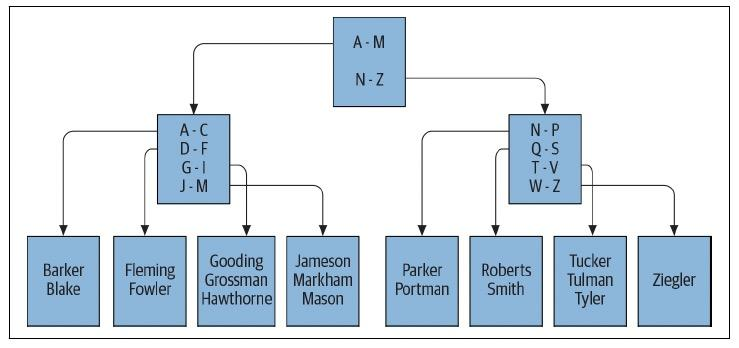 A - M
N - Z
A - C
D - F
G - I
J - M
N - P
Q - S
T - V
W - Z
Barker
Blake
Fleming
Fowler
Gooding
Grossman
Hawthorne
Jameson
Markham
Mason
Parker
Portman
Roberts
Smith
Tucker
Tulman
Tyler
Ziegler